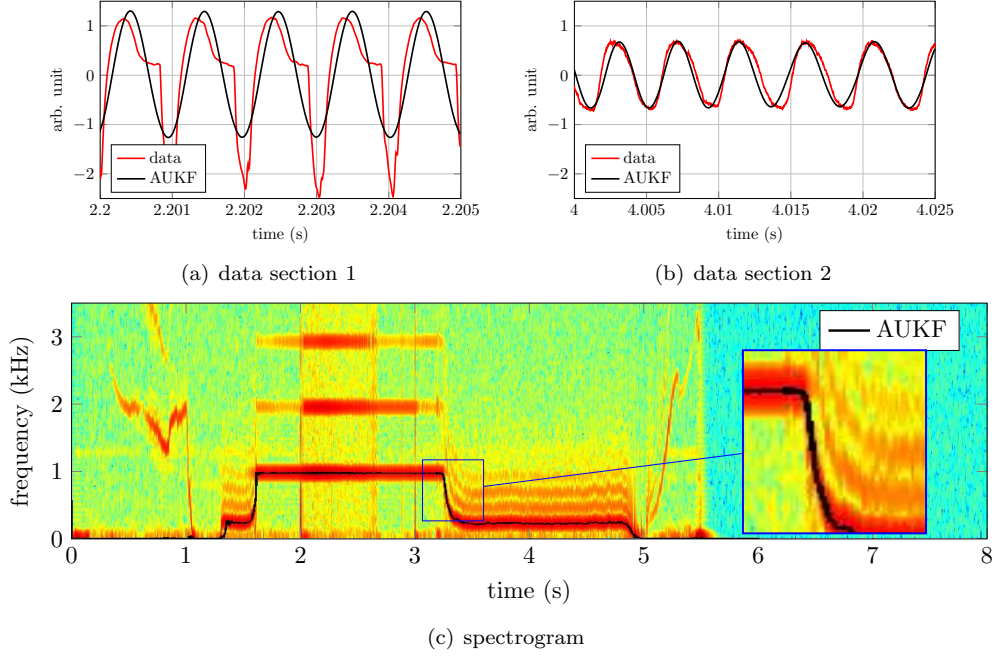 1
0
−1
−2
arb. unit
data
AUKF
2.2
2.201
2.202
2.203
2.204
2.205
time (s)
(a) data section 1
1
0
−1
−2
arb. unit
data
AUKF
4
4.005
4.01
4.015
4.02
4.025
time (s)
(b) data section 2
3
2
1
0
frequency (kHz)
AUKF
0
1
2
3
4
5
6
7
8
time (s)
(c) spectrogram